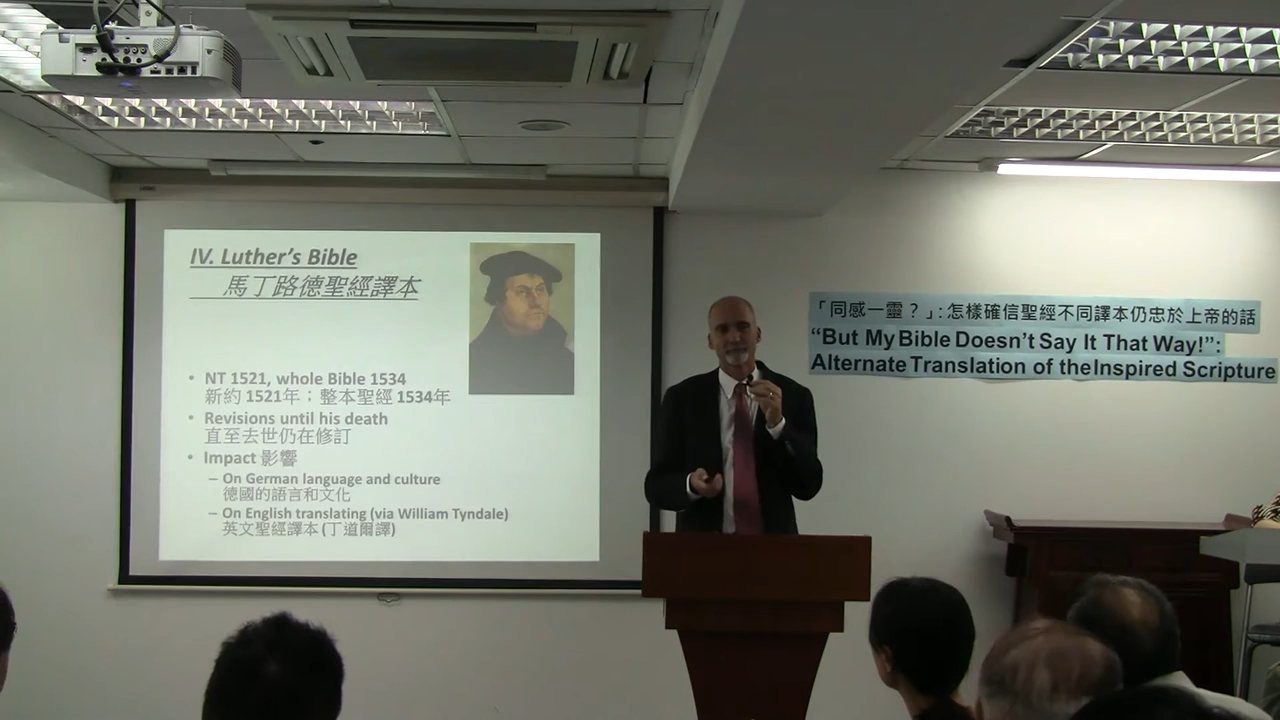 IV. Luther's Bible
馬丁路德聖經譯本
• NT 1521, whole Bible 1534
新約 1521年；整本聖經 1534年
• Revisions until his death
直至去世仍在修訂
• Impact 影響
– On German language and culture
德國的語言和文化
– On English translating (via William Tyndale)
英文聖經譯本 (丁道爾譯)
「同感一靈？」: 怎樣確信聖經不同譯本仍忠於上帝的話
“But My Bible Doesn't Say It That Way!”:
Alternate Translation of the Inspired Scripture